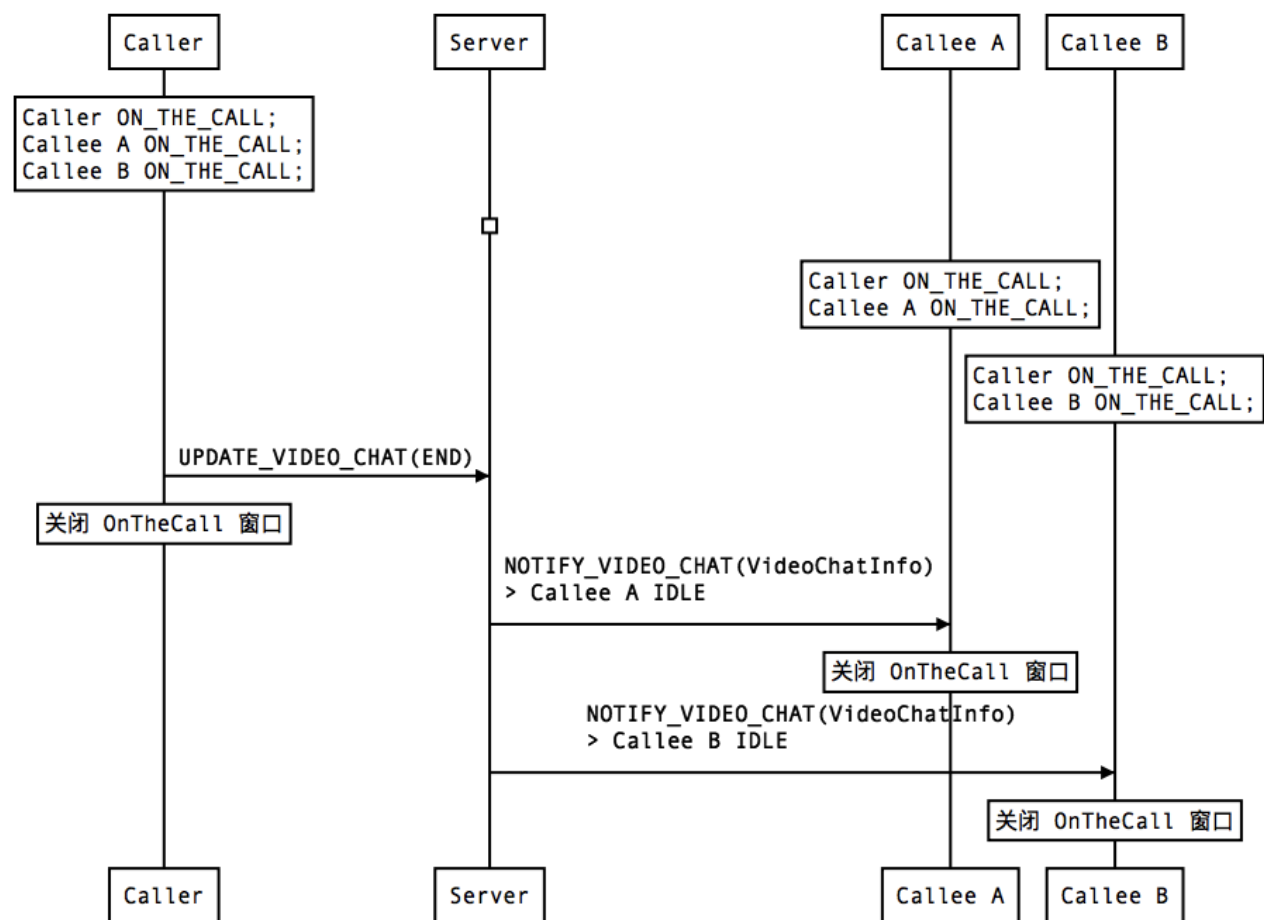 Caller
Server
Callee A
Callee B
Caller ON_THE_CALL;
Callee A ON_THE_CALL;
Callee B ON_THE_CALL;
Caller ON_THE_CALL;
Callee A ON_THE_CALL;
Caller ON_THE_CALL;
Callee B ON_THE_CALL;
UPDATE_VIDEO_CHAT(END)
关闭 OnTheCall 窗口
NOTIFY_VIDEO_CHAT(VideoChatInfo)
> Callee A IDLE
关闭 OnTheCall 窗口
NOTIFY_VIDEO_CHAT(VideoChatInfo)
> Callee B IDLE
关闭 OnTheCall 窗口
Caller
Server
Callee A
Callee B